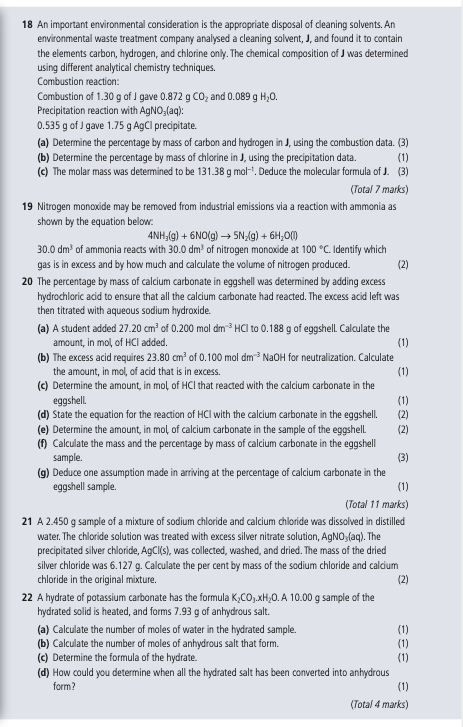 18 An important environmental consideration is the appropriate disposal of cleaning solvents. An
environmental waste treatment company analysed a cleaning solvent, J, and found it to contain
the elements carbon, hydrogen, and chlorine only. The chemical composition of J was determined
using different analytical chemistry techniques.
Combustion reaction:
Combustion of 1.30 g of J gave 0.872 g CO₂ and 0.089 g H₂O.
Precipitation reaction with AgNO₃(aq):
0.535 g of J gave 1.75 g AgCl precipitate.
(a) Determine the percentage by mass of carbon and hydrogen in J, using the combustion data. (3)
(b) Determine the percentage by mass of chlorine in J, using the precipitation data. (1)
(c) The molar mass was determined to be 131.38 g mol⁻¹. Deduce the molecular formula of J. (3)
(Total 7 marks)
19 Nitrogen monoxide may be removed from industrial emissions via a reaction with ammonia as
shown by the equation below:
4NH₃(g) + 6NO(g) → 5N₂(g) + 6H₂O(l)
30.0 dm³ of ammonia reacts with 30.0 dm³ of nitrogen monoxide at 100 °C. Identify which
gas is in excess and by how much and calculate the volume of nitrogen produced. (2)
20 The percentage by mass of calcium carbonate in eggshell was determined by adding excess
hydrochloric acid to ensure that all the calcium carbonate had reacted. The excess acid left was
then titrated with aqueous sodium hydroxide.
(a) A student added 27.20 cm³ of 0.200 mol dm⁻³ HCl to 0.188 g of eggshell. Calculate the
amount, in mol, of HCl added. (1)
(b) The excess acid requires 23.80 cm³ of 0.100 mol dm⁻³ NaOH for neutralization. Calculate
the amount, in mol, of acid that is in excess. (1)
(c) Determine the amount, in mol, of HCl that reacted with the calcium carbonate in the
eggshell. (1)
(d) State the equation for the reaction of HCl with the calcium carbonate in the eggshell. (2)
(e) Determine the amount, in mol, of calcium carbonate in the sample of the eggshell. (2)
(f) Calculate the mass and the percentage by mass of calcium carbonate in the eggshell
sample. (3)
(g) Deduce one assumption made in arriving at the percentage of calcium carbonate in the
eggshell sample. (1)
(Total 11 marks)
21 A 2.450 g sample of a mixture of sodium chloride and calcium chloride was dissolved in distilled
water. The chloride solution was treated with excess silver nitrate solution, AgNO₃(aq). The
precipitated silver chloride, AgCl(s), was collected, washed, and dried. The mass of the dried
silver chloride was 6.127 g. Calculate the per cent by mass of the sodium chloride and calcium
chloride in the original mixture. (2)
22 A hydrate of potassium carbonate has the formula K₂CO₃.xH₂O. A 10.00 g sample of the
hydrated solid is heated, and forms 7.93 g of anhydrous salt.
(a) Calculate the number of moles of water in the hydrated sample. (1)
(b) Calculate the number of moles of anhydrous salt that form. (1)
(c) Determine the formula of the hydrate. (1)
(d) How could you determine when all the hydrated salt has been converted into anhydrous
form? (1)
(Total 4 marks)